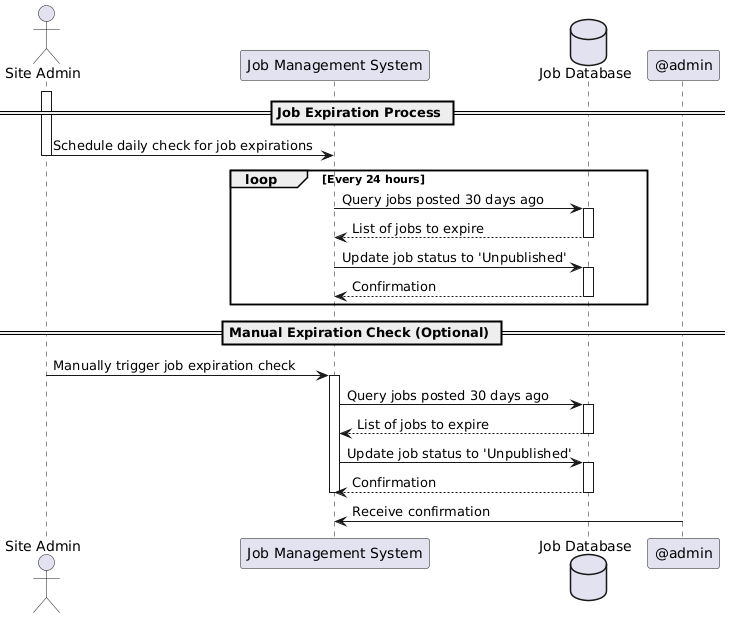 Site Admin
Job Management System
Job Database
@admin
Job Expiration Process
Schedule daily check for job expirations
loop
[Every 24 hours]
Query jobs posted 30 days ago
List of jobs to expire
Update job status to 'Unpublished'
Confirmation
Manual Expiration Check (Optional)
Manually trigger job expiration check
Query jobs posted 30 days ago
List of jobs to expire
Update job status to 'Unpublished'
Confirmation
Receive confirmation
Site Admin
Job Management System
Job Database
@admin